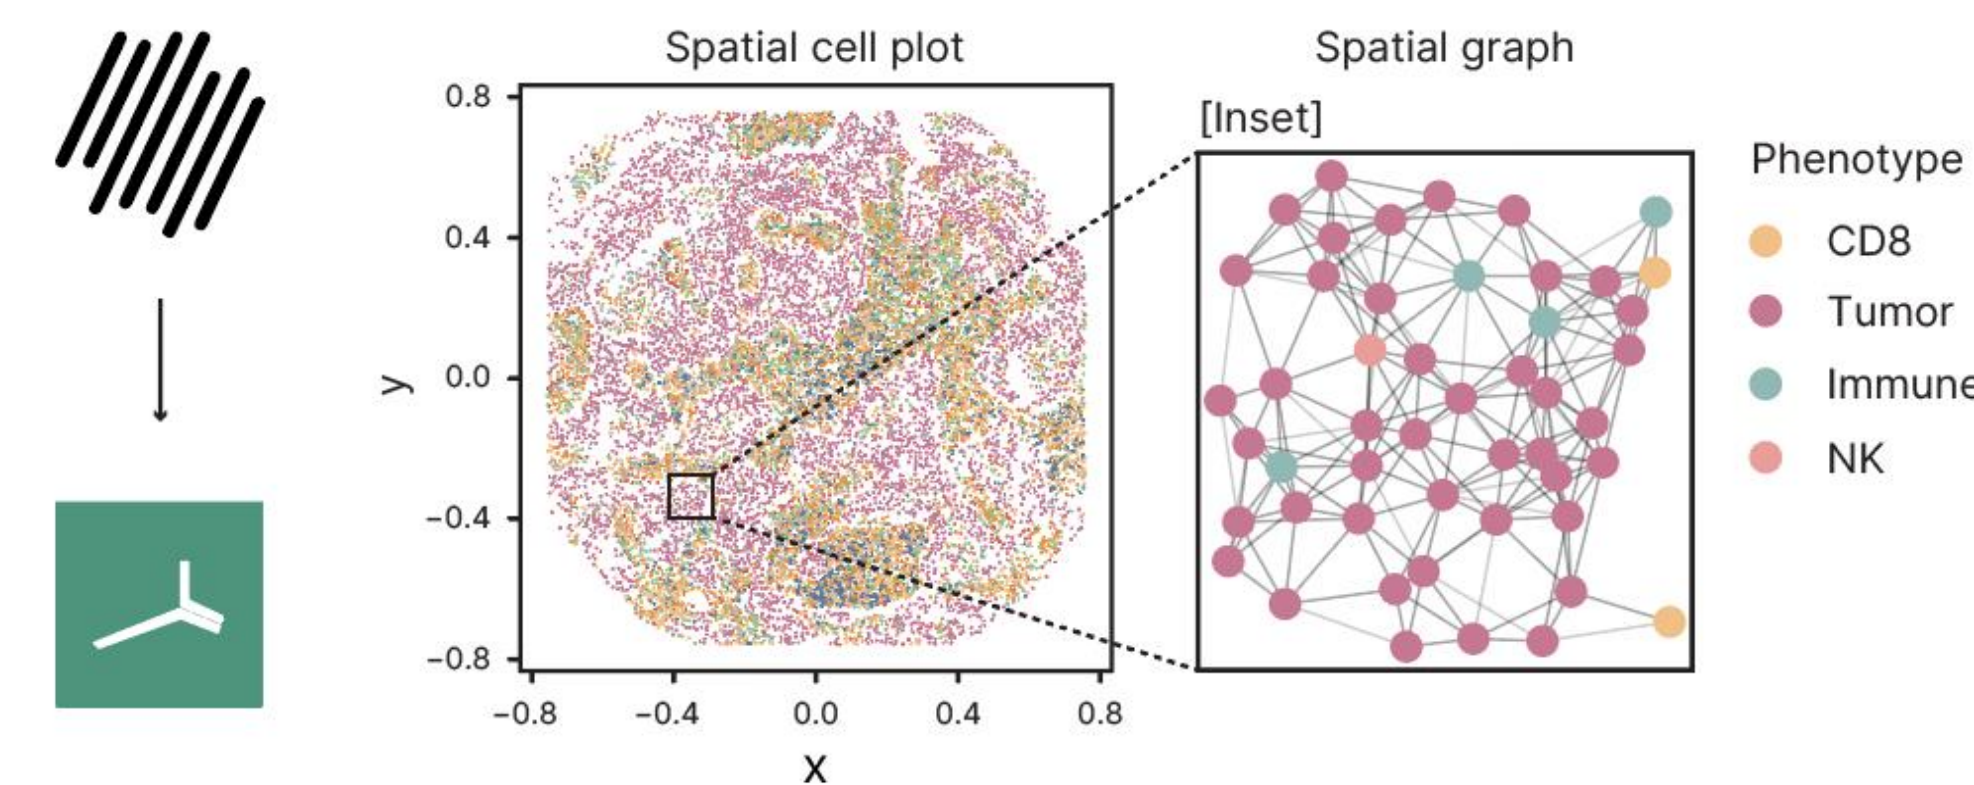 Spatial cell plot
Spatial graph
[Inset]
0.8
0.4
0.0
−0.4
−0.8
y
−0.8 −0.4 0.0 0.4 0.8
x
Phenotype
CD8
Tumor
Immune
NK